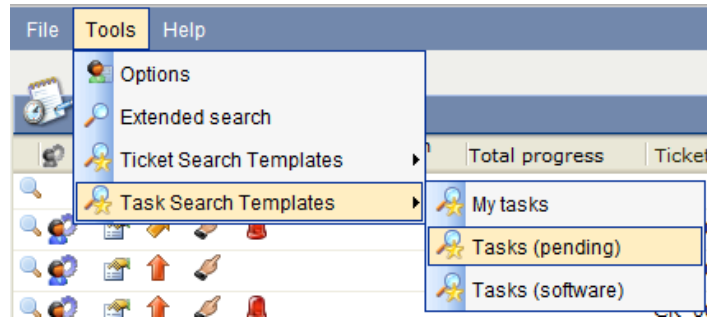 File Tools Help
Options
Extended search
Ticket Search Templates
Total progress Ticket
Task Search Templates
My tasks
Tasks (pending)
Tasks (software)